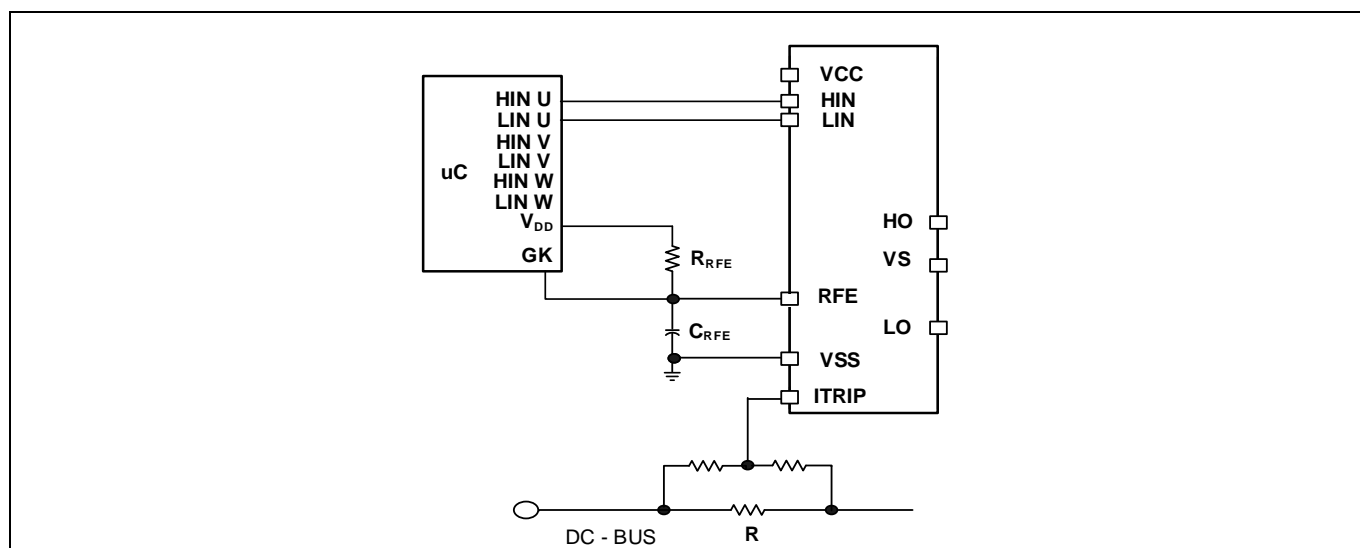 uC
HIN U
LIN U
HIN V
LIN V
HIN W
LIN W
VDD
GK
RRFE
CRFE
VCC
HIN
LIN
HO
VS
RFE
LO
VSS
ITRIP
DC - BUS
R